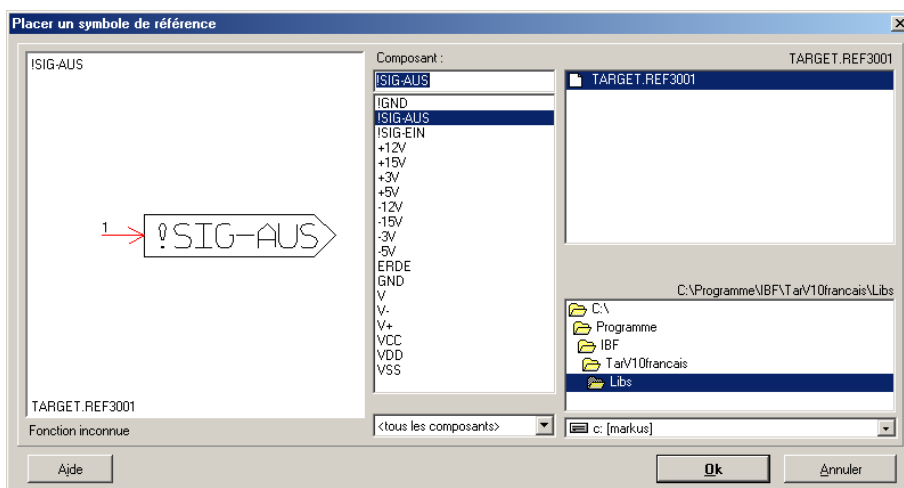 Placer un symbole de référence
!SIG-AUS
1
!SIG-AUS
TARGET.REF3001
Fonction inconnue
Composant :
!SIG-AUS
!GND
!SIG-AUS
!SIG-EIN
+12V
+15V
+3V
+5V
-12V
-15V
-3V
-5V
ERDE
GND
V
V-
V+
VCC
VDD
VSS
<tous les composants>
TARGET.REF3001
TARGET.REF3001
C:\Programme\IBF\TarV10francais\Libs
C:\
Programme
IBF
TarV10francais
Libs
c: [markus]
Aide
Ok
Annuler